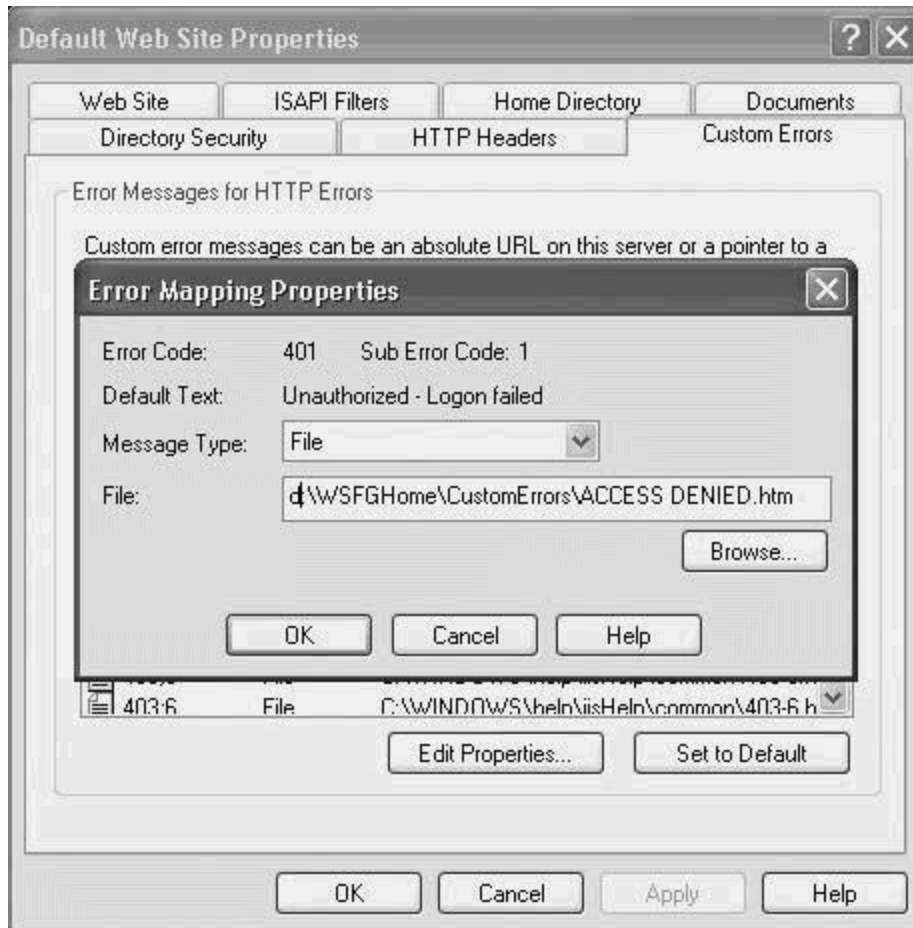 Default Web Site Properties
Web Site ISAPI Filters Home Directory Documents
Directory Security HTTP Headers Custom Errors
Error Messages for HTTP Errors
Custom error messages can be an absolute URL on this server or a pointer to a
Error Mapping Properties
Error Code: 401 Sub Error Code: 1
Default Text: Unauthorized - Logon failed
Message Type: File
File: d:\WSFGHome\CustomErrors\ACCESS DENIED.htm
Browse...
OK Cancel Help
403;6 File C:\WINDOWS\help\iisHelp\common\403-6.h
Edit Properties... Set to Default
OK Cancel Apply Help